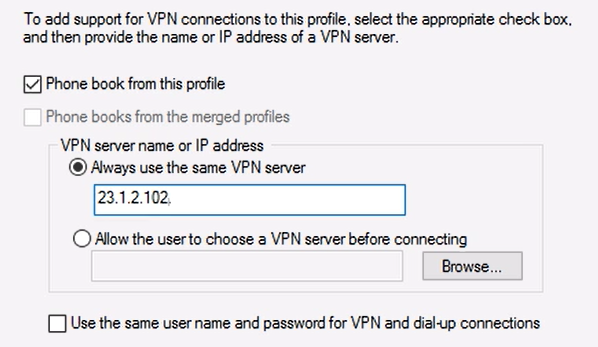 To add support for VPN connections to this profile, select the appropriate check box,
and then provide the name or IP address of a VPN server.
Phone book from this profile
Phone books from the merged profiles
VPN server name or IP address
Always use the same VPN server
23.1.2.102
Allow the user to choose a VPN server before connecting
Browse...
Use the same user name and password for VPN and dial-up connections